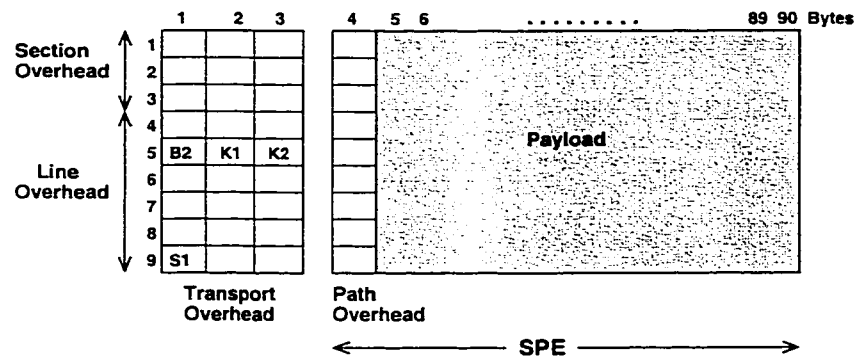 1 2 3 4 5 6 ......... 89 90 Bytes
Section
Overhead
1
2
3
Line
Overhead
4
5 B2 K1 K2
6
7
8
9 S1
Payload
Transport
Overhead
Path
Overhead
SPE